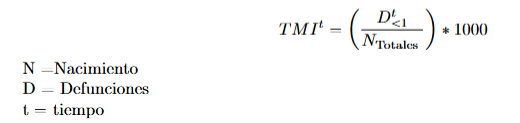 TMI^t = (D^t_{<1} / N_{Totales}) * 1000
N =Nacimiento
D = Defunciones
t = tiempo